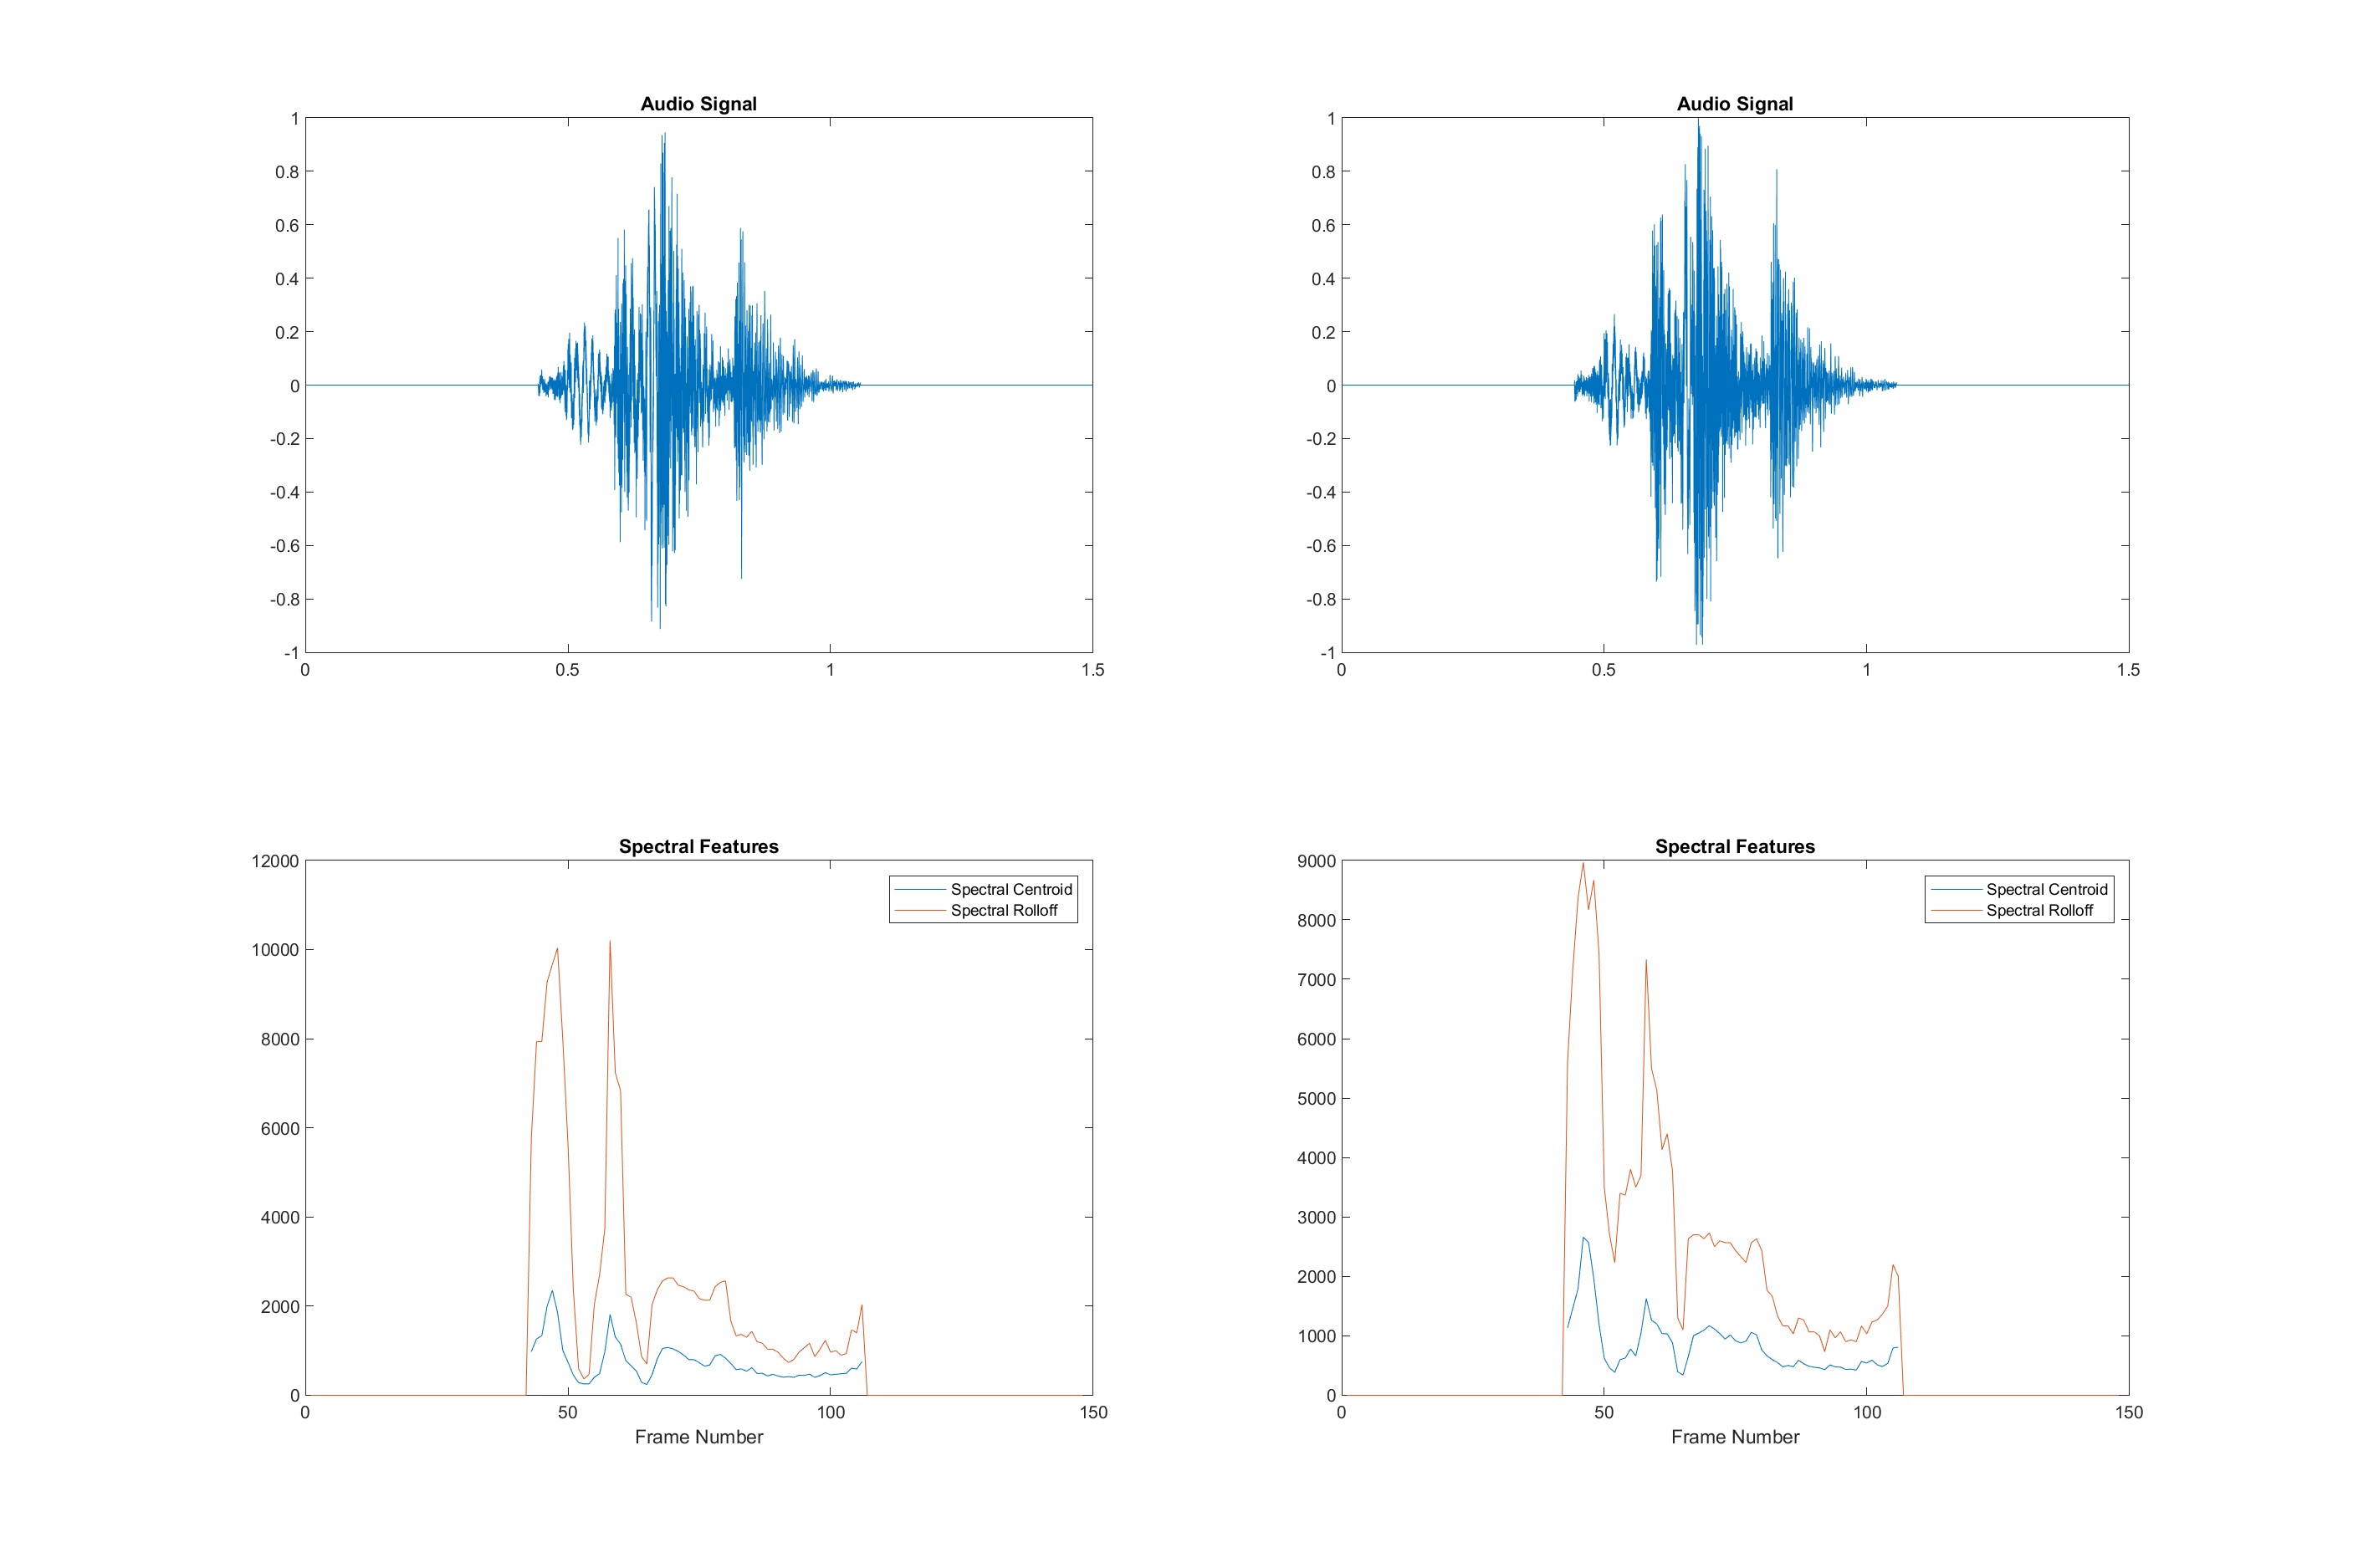 Audio Signal
1
0.8
0.6
0.4
0.2
0
-0.2
-0.4
-0.6
-0.8
-1
0 0.5 1 1.5
Audio Signal
1
0.8
0.6
0.4
0.2
0
-0.2
-0.4
-0.6
-0.8
-1
0 0.5 1 1.5
Spectral Features
12000
10000
8000
6000
4000
2000
0
0 50 100 150
Frame Number
Spectral Centroid
Spectral Rolloff
Spectral Features
9000
8000
7000
6000
5000
4000
3000
2000
1000
0
0 50 100 150
Frame Number
Spectral Centroid
Spectral Rolloff